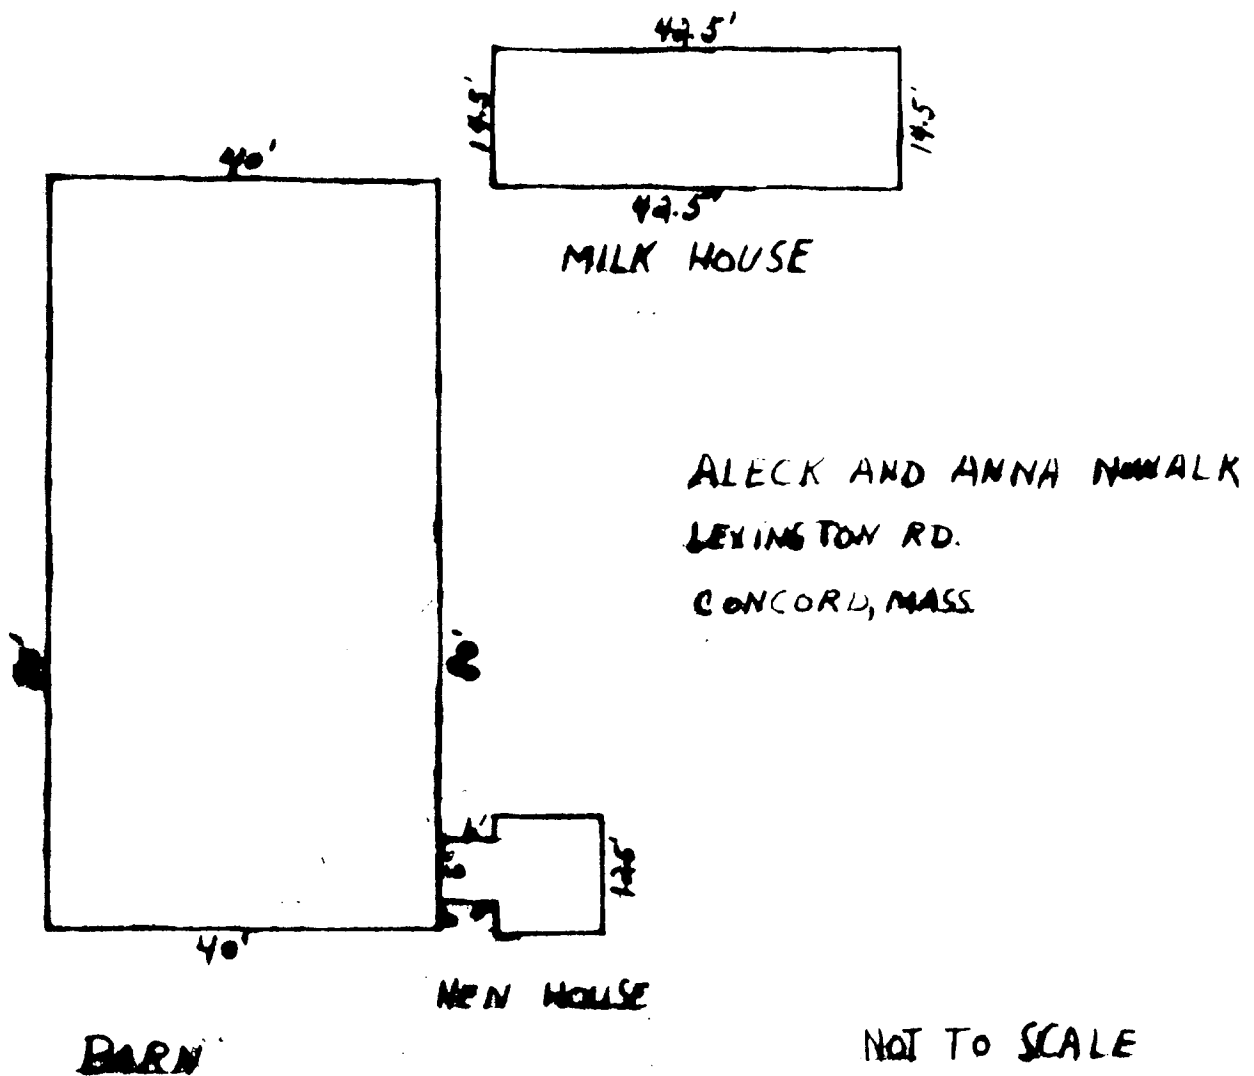 42.5'
14.5'
14.5'
42.5'
MILK HOUSE
40'
ALECK AND ANNA NOWALK
LEXINGTON RD.
CONCORD, MASS
40'
HEN HOUSE
BARN
NOT TO SCALE